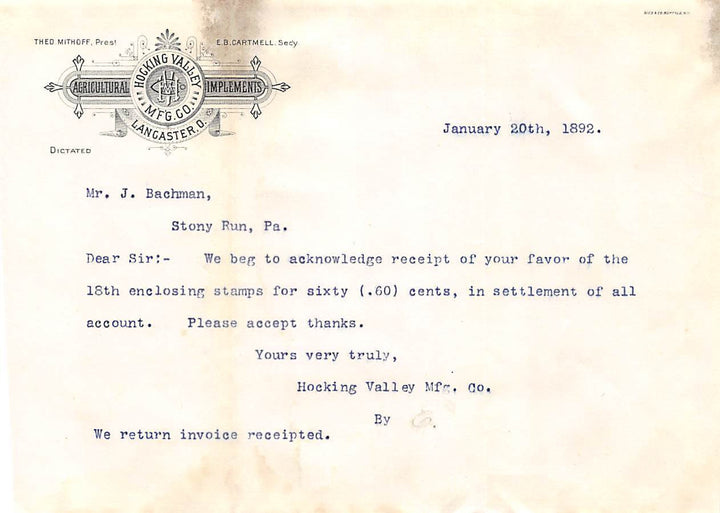 THEO MITHOFF, Prest
E.B. CARTMELL, Secy
HOCKING VALLEY
AGRICULTURAL IMPLEMENTS
M'F'G. CO.
LANCASTER, O.
DICTATED
January 20th, 1892.
Mr. J. Bachman,
Stony Run, Pa.
Dear Sir:- We beg to acknowledge receipt of your favor of the
18th enclosing stamps for sixty (.60) cents, in settlement of all
account. Please accept thanks.
Yours very truly,
Hocking Valley Mfg. Co.
By
We return invoice receipted.